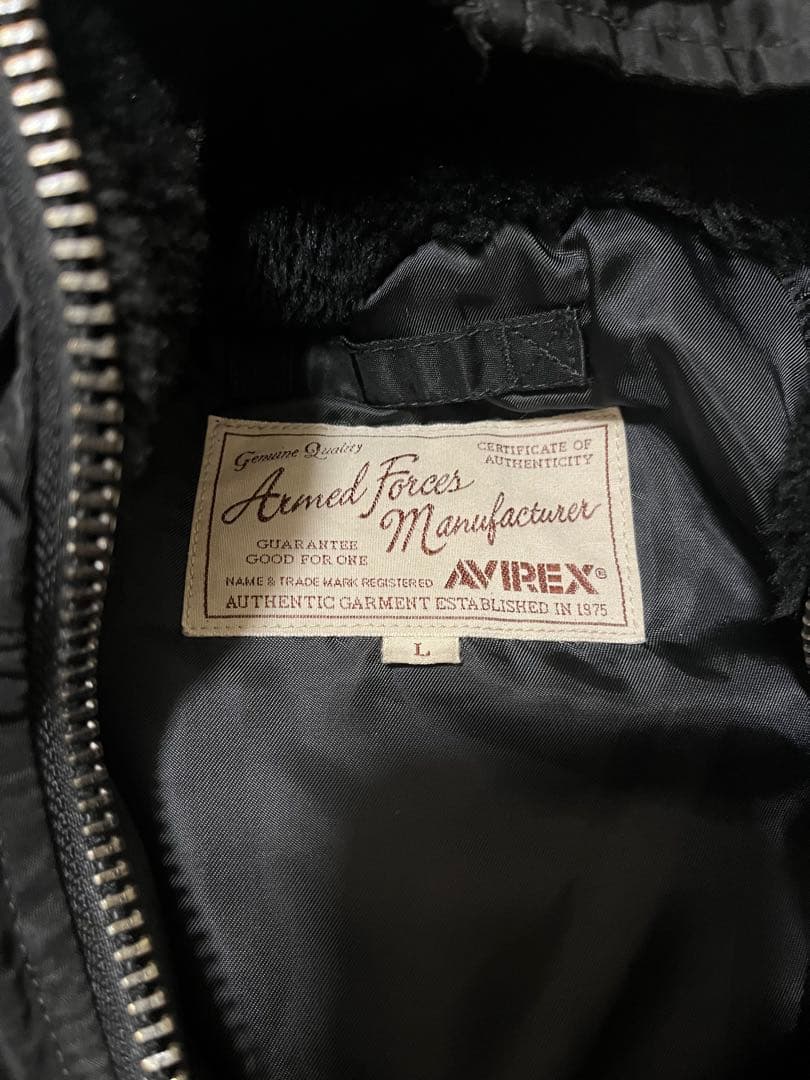 Genuine Quality
CERTIFICATE OF
AUTHENTICITY
Armed Forces
Manufacturer
GUARANTEE
GOOD FOR ONE
NAME & TRADE MARK REGISTERED
AVIREX®
AUTHENTIC GARMENT ESTABLISHED IN 1975
L